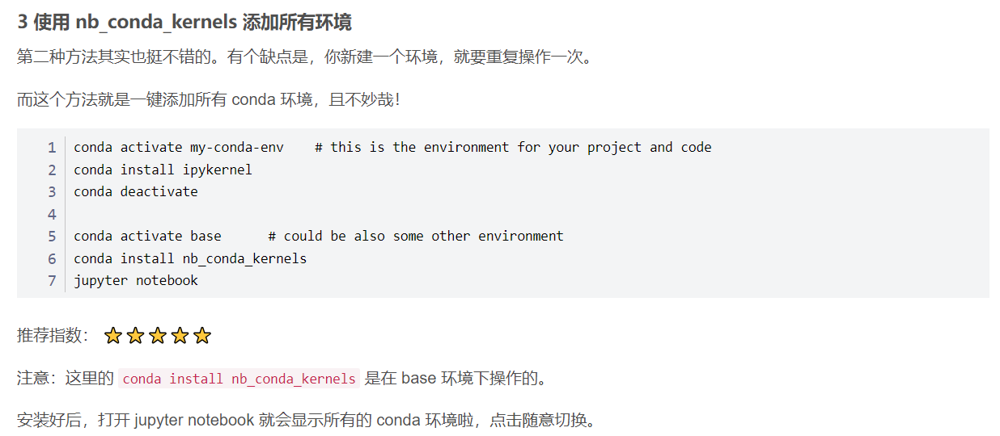 3 使用 nb_conda_kernels 添加所有环境
第二种方法其实也挺不错的。有个缺点是，你新建一个环境，就要重复操作一次。
而这个方法就是一键添加所有 conda 环境，且不妙哉！
1 conda activate my-conda-env    # this is the environment for your project and code
2 conda install ipykernel
3 conda deactivate
4
5 conda activate base      # could be also some other environment
6 conda install nb_conda_kernels
7 jupyter notebook
推荐指数：
注意：这里的 conda install nb_conda_kernels 是在 base 环境下操作的。
安装好后，打开 jupyter notebook 就会显示所有的 conda 环境啦，点击随意切换。